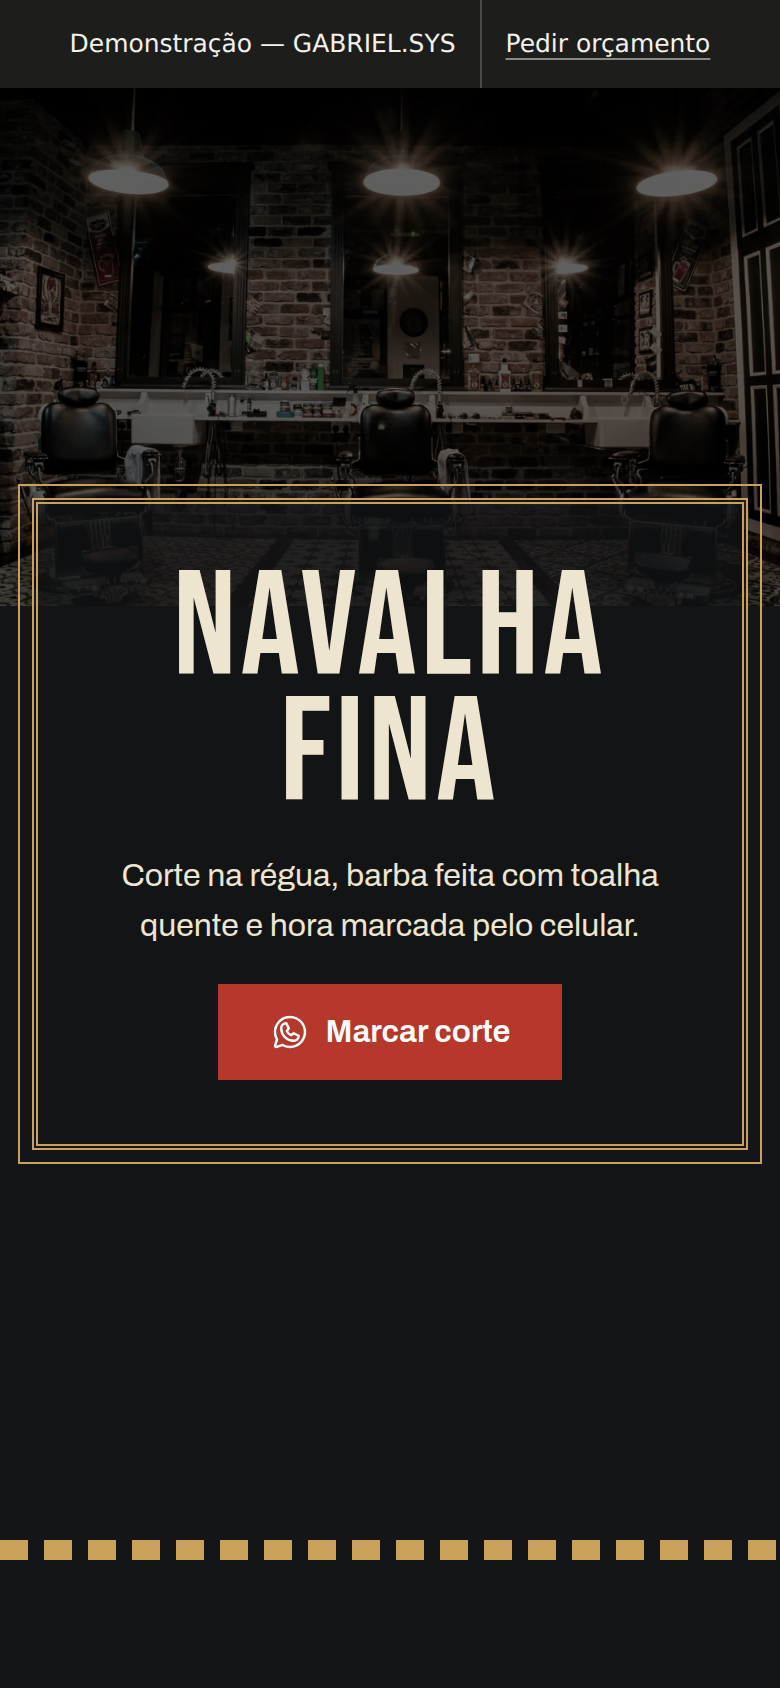 Demonstração — GABRIEL.SYS
Pedir orçamento
NAVALHA
FINA
Corte na régua, barba feita com toalha
quente e hora marcada pelo celular.
Marcar corte